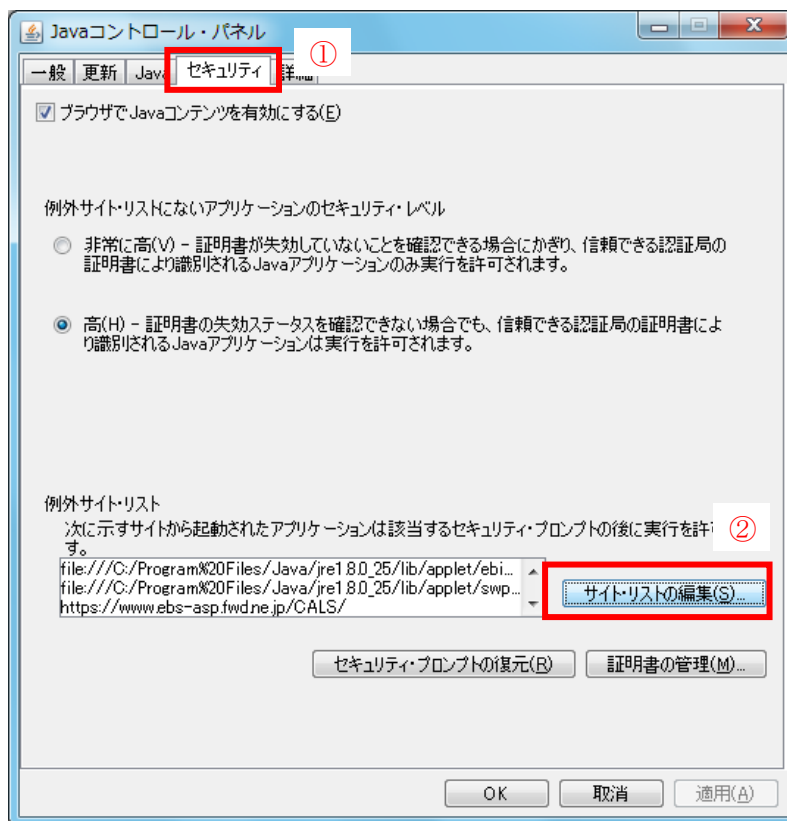 Javaコントロール・パネル
①
一般 更新 Java セキュリティ 詳細
ブラウザでJavaコンテンツを有効にする(E)
例外サイト・リストにないアプリケーションのセキュリティ・レベル
非常に高(V) - 証明書が失効していないことを確認できる場合にかぎり、信頼できる認証局の
証明書により識別されるJavaアプリケーションのみ実行を許可されます。
高(H) - 証明書の失効ステータスを確認できない場合でも、信頼できる認証局の証明書によ
り識別されるJavaアプリケーションは実行を許可されます。
例外サイト・リスト
次に示すサイトから起動されたアプリケーションは該当するセキュリティ・プロンプトの後に実行を許
②
す。
file:///C:/Program%20Files/Java/jre1.8.0_25/lib/applet/ebi...
file:///C:/Program%20Files/Java/jre1.8.0_25/lib/applet/swp...
https://www.ebs-asp.fwd.ne.jp/CALS/
サイト・リストの編集(S)...
セキュリティ・プロンプトの復元(R) 証明書の管理(M)...
OK 取消 適用(A)